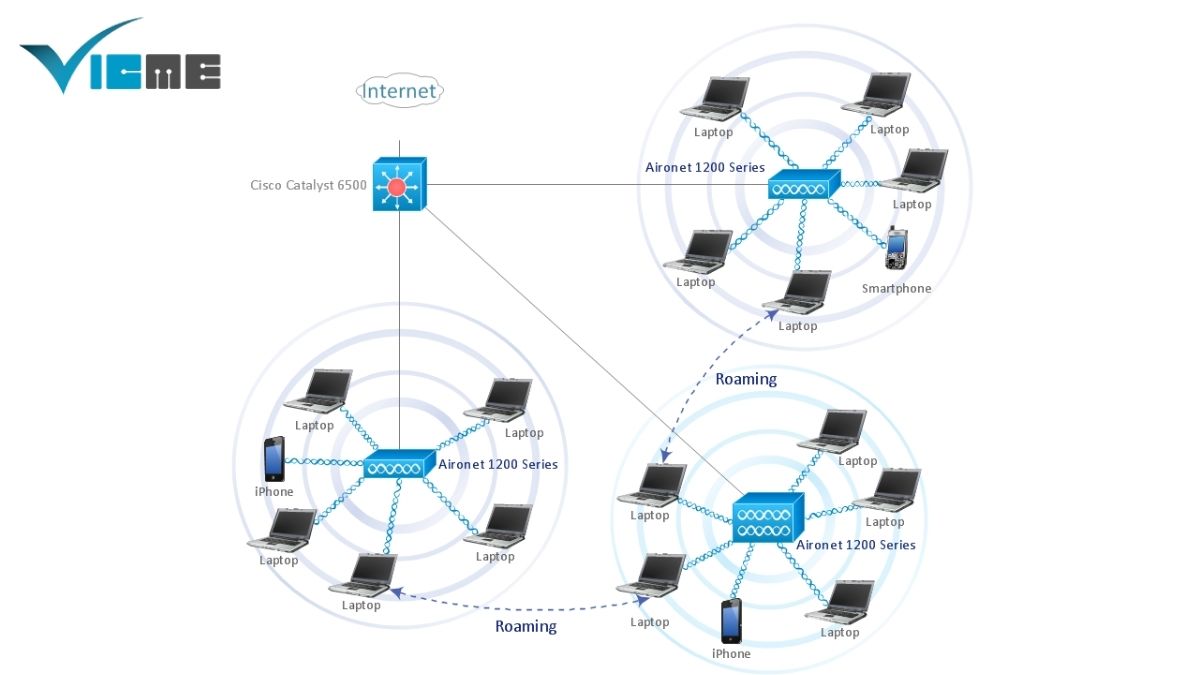 VICME
Internet
Cisco Catalyst 6500
Aironet 1200 Series
Laptop
Laptop
Laptop
Laptop
Smartphone
Laptop
Roaming
Laptop
Laptop
iPhone
Aironet 1200 Series
Laptop
Laptop
Laptop
Roaming
Laptop
Laptop
Laptop
Aironet 1200 Series
Laptop
Laptop
iPhone